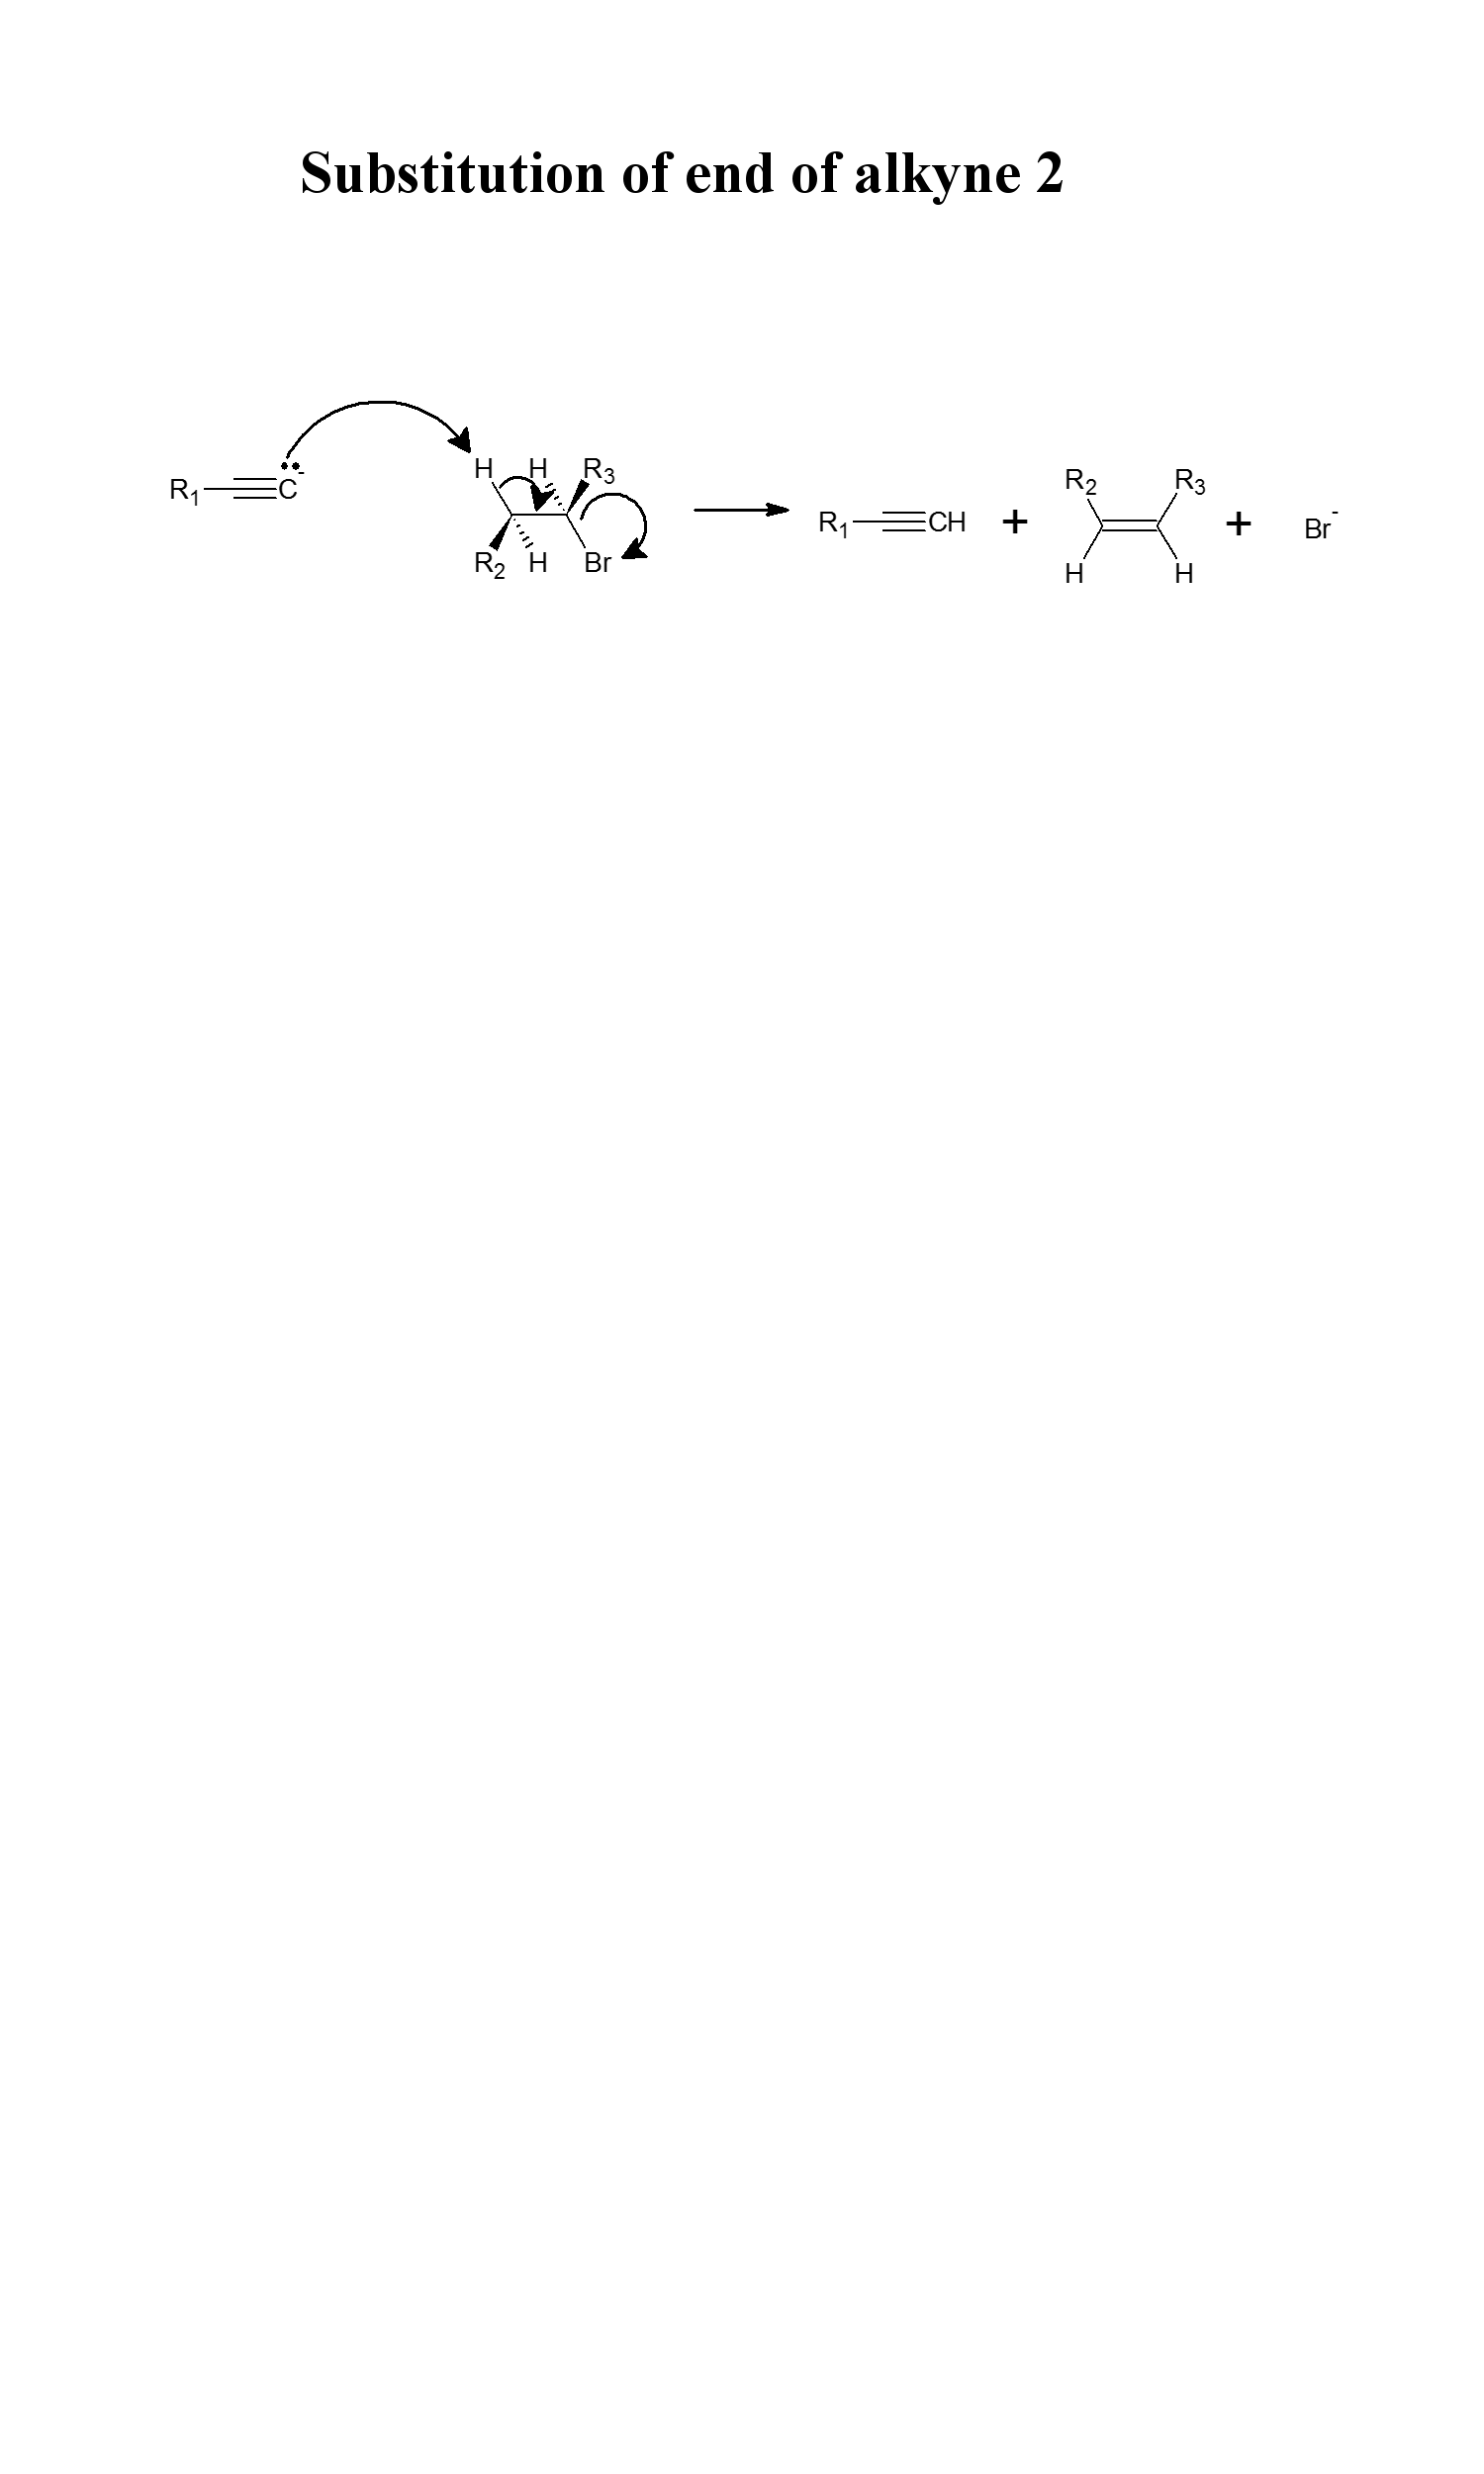 Substitution of end of alkyne 2
R1 C:- H H R3 R2 H Br R1 CH + R2 R3 H H + Br-